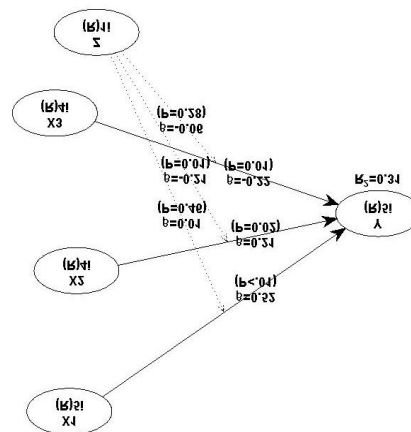 X1
(R)5i
β=0.52
(P<.01)
X2
(R)4i
β=0.21
(P=0.02)
Y
(R)5i
R²=0.31
β=0.01
(P=0.46)
β=-0.21
(P=0.01)
β=-0.22
(P=0.01)
β=-0.06
(P=0.28)
X3
(R)4i
Z
(R)1i